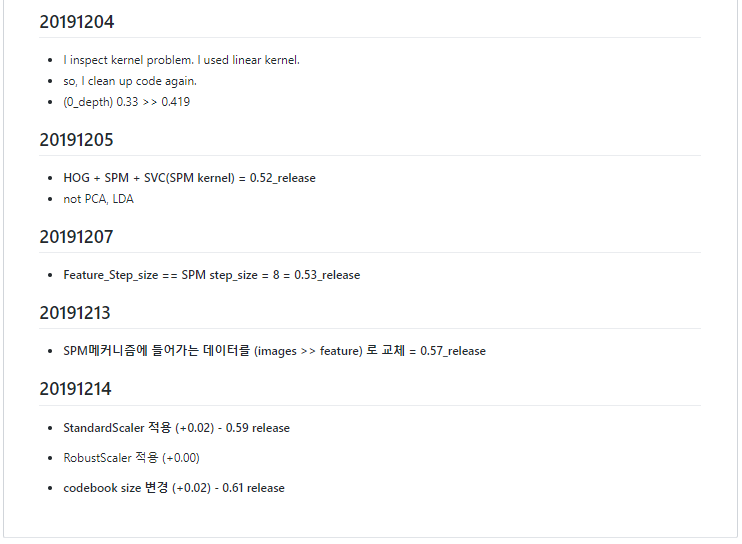 20191204
I inspect kernel problem. I used linear kernel.
so, I clean up code again.
(0_depth) 0.33 >> 0.419
20191205
HOG + SPM + SVC(SPM kernel) = 0.52_release
not PCA, LDA
20191207
Feature_Step_size == SPM step_size = 8 = 0.53_release
20191213
SPM메커니즘에 들어가는 데이터를 (images >> feature) 로 교체 = 0.57_release
20191214
StandardScaler 적용 (+0.02) - 0.59 release
RobustScaler 적용 (+0.00)
codebook size 변경 (+0.02) - 0.61 release